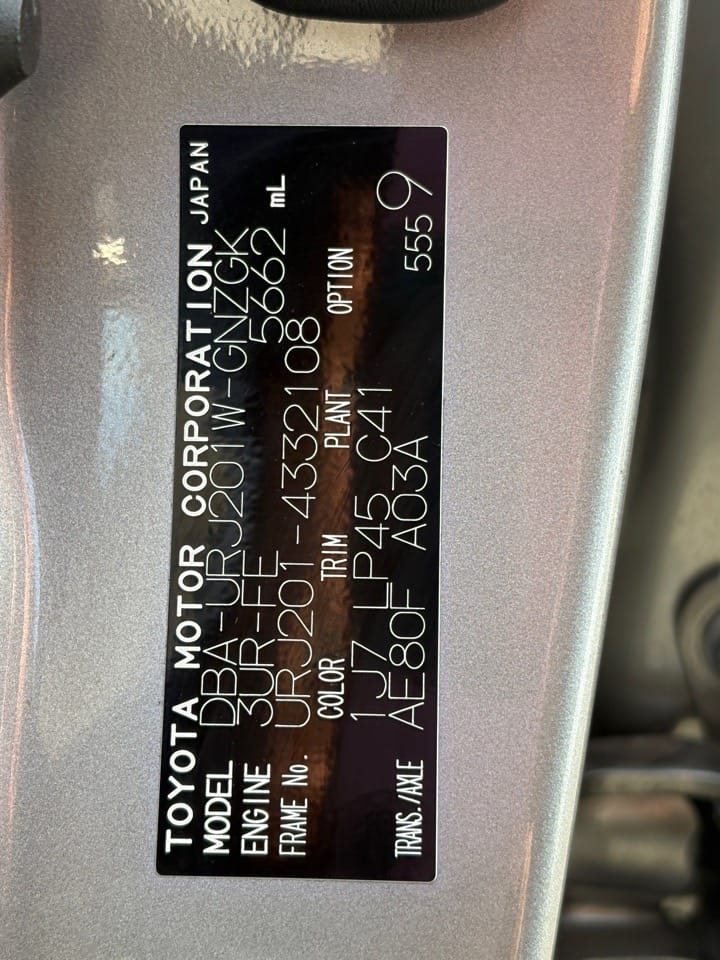 TOYOTA MOTOR CORPORATION JAPAN
MODEL DBA-URJ201W-GNZGK
ENGINE 3UR-FE 5662 mL
FRAME No. URJ201-4332108
COLOR TRIM PLANT OPTION
1J7 LP45 C41
TRANS./AXLE AE80F A03A 555 9